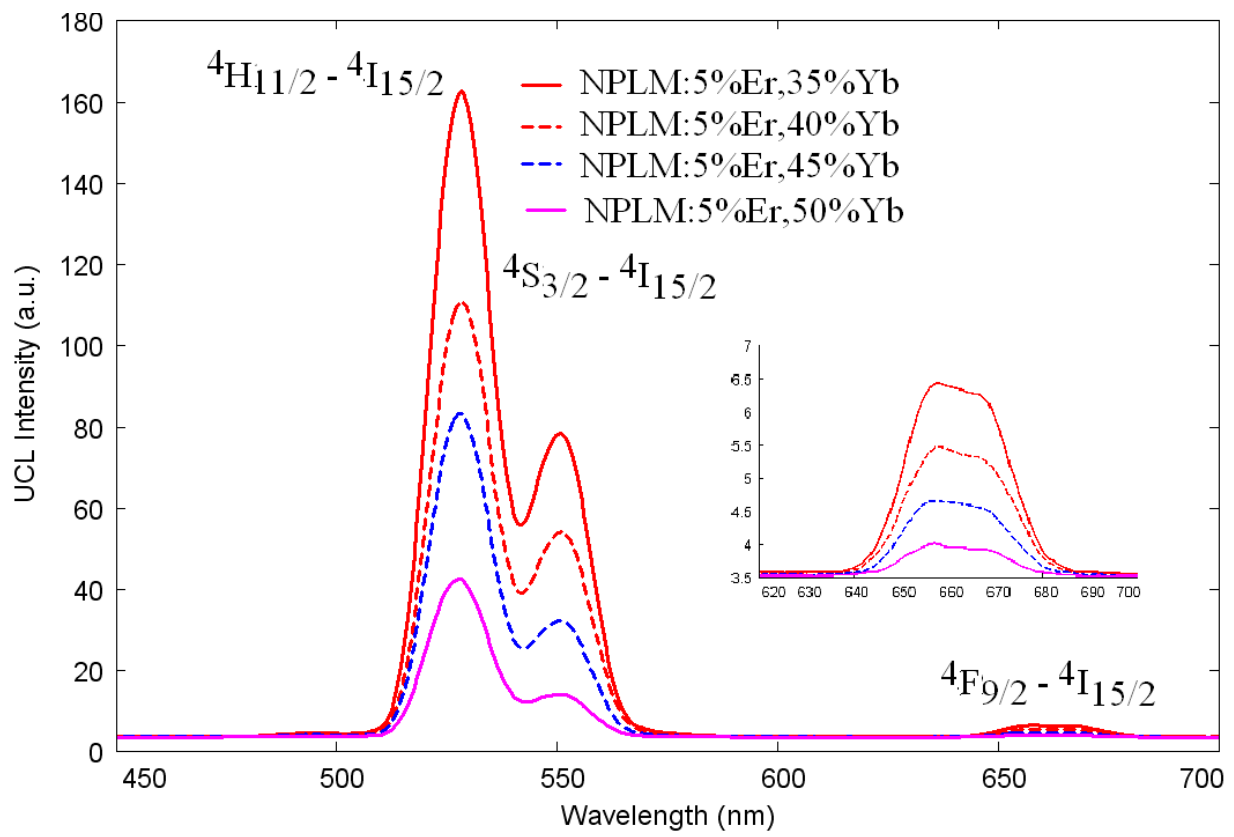 180
160
140
120
100
80
60
40
20
0
UCL Intensity (a.u.)
4H11/2 - 4I15/2
NPLM:5%Er,35%Yb
NPLM:5%Er,40%Yb
NPLM:5%Er,45%Yb
NPLM:5%Er,50%Yb
4S3/2 - 4I15/2
7
6.5
6
5.5
5
4.5
4
3.5
620 630 640 650 660 670 680 690 700
4F9/2 - 4I15/2
450 500 550 600 650 700
Wavelength (nm)